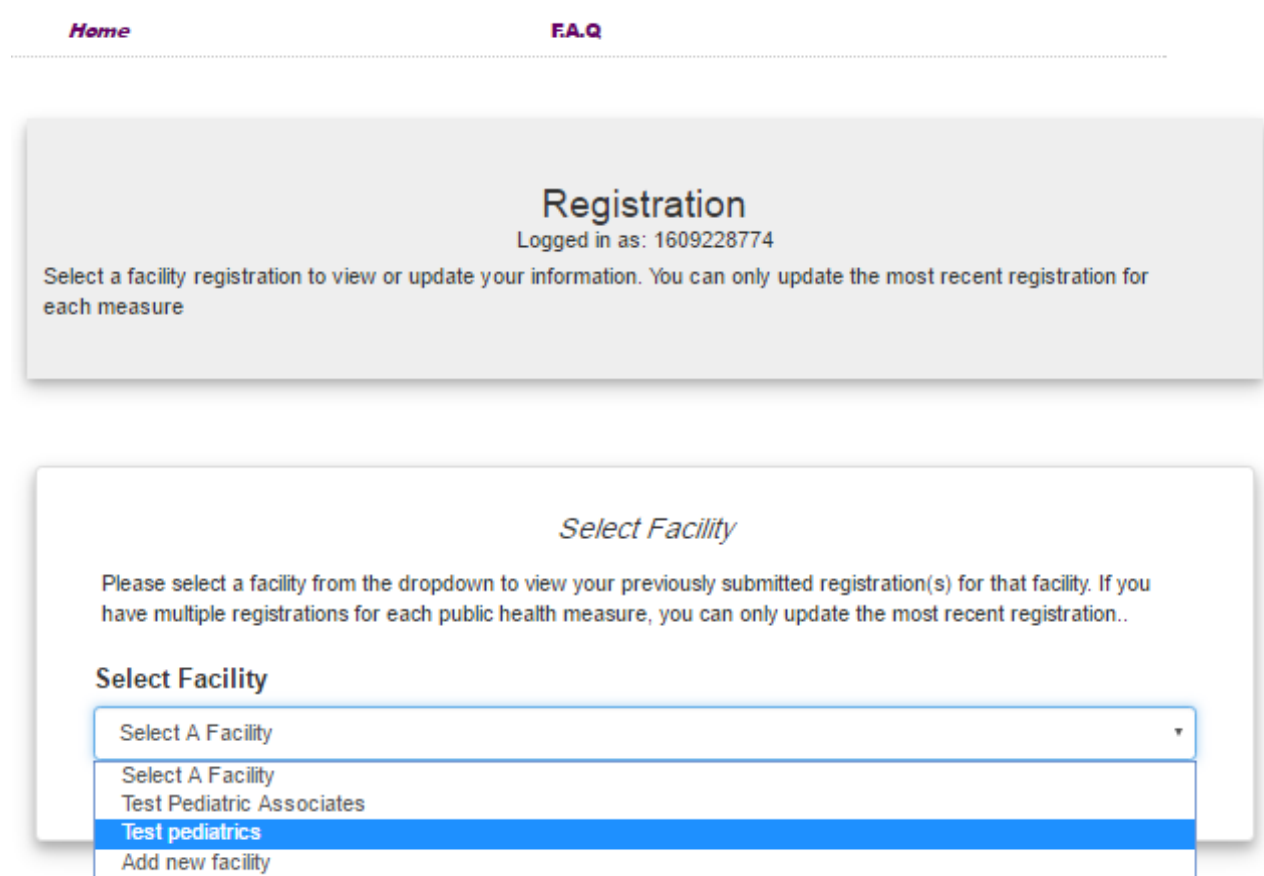 Home F.A.Q
Registration
Logged in as: 1609228774
Select a facility registration to view or update your information. You can only update the most recent registration for
each measure
Select Facility
Please select a facility from the dropdown to view your previously submitted registration(s) for that facility. If you
have multiple registrations for each public health measure, you can only update the most recent registration..
Select Facility
Select A Facility
Select A Facility
Test Pediatric Associates
Test pediatrics
Add new facility